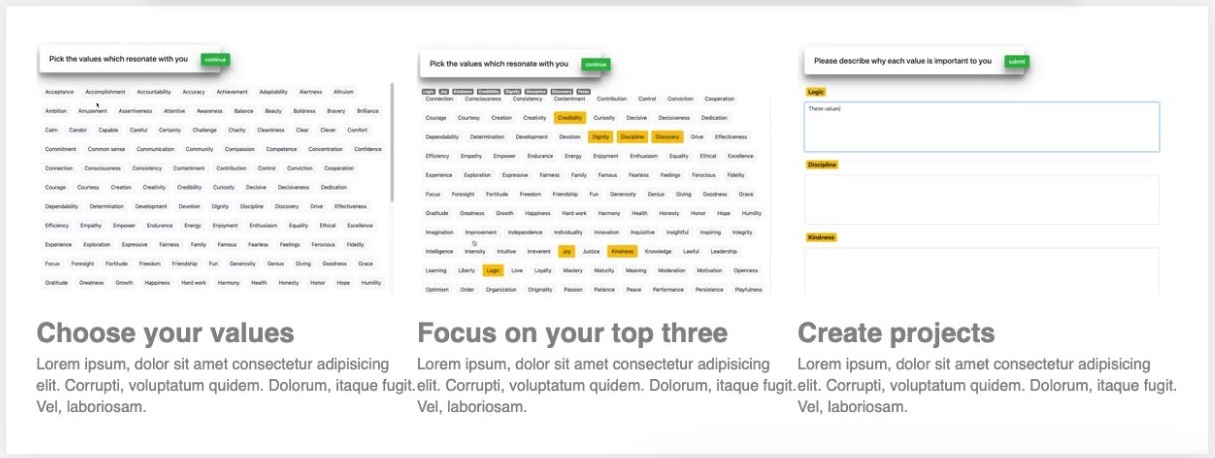 Pick the values which resonate with you continue
Acceptance Accomplishment Accountability Accuracy Achievement Adaptability Alertness Altruism
Ambition Amusement Assertiveness Attentive Awareness Balance Beauty Boldness Bravery Brilliance
Calm Candor Capable Careful Certainty Challenge Charity Cleanliness Clear Clever Comfort
Commitment Common sense Communication Community Compassion Competence Concentration Confidence
Connection Consciousness Consistency Contentment Contribution Control Conviction Cooperation
Courage Courtesy Creation Creativity Credibility Curiosity Decisive Decisiveness Dedication
Dependability Determination Development Devotion Dignity Discipline Discovery Drive Effectiveness
Efficiency Empathy Empower Endurance Energy Enjoyment Enthusiasm Equality Ethical Excellence
Experience Exploration Expressive Fairness Family Famous Fearless Feelings Ferocious Fidelity
Focus Foresight Fortitude Freedom Friendship Fun Generosity Genius Giving Goodness Grace
Gratitude Greatness Growth Happiness Hard work Harmony Health Honesty Honor Hope Humility
Choose your values
Lorem ipsum, dolor sit amet consectetur adipisicing
elit. Corrupti, voluptatum quidem. Dolorum, itaque fugit.
Vel, laboriosam.
Pick the values which resonate with you continue
Logic Joy Kindness Credibility Dignity Discipline Discovery Peace
Connection Consciousness Consistency Contentment Contribution Control Conviction Cooperation
Courage Courtesy Creation Creativity Credibility Curiosity Decisive Decisiveness Dedication
Dependability Determination Development Devotion Dignity Discipline Discovery Drive Effectiveness
Efficiency Empathy Empower Endurance Energy Enjoyment Enthusiasm Equality Ethical Excellence
Experience Exploration Expressive Fairness Family Famous Fearless Feelings Ferocious Fidelity
Focus Foresight Fortitude Freedom Friendship Fun Generosity Genius Giving Goodness Grace
Gratitude Greatness Growth Happiness Hard work Harmony Health Honesty Honor Hope Humility
Imagination Improvement Independence Individuality Innovation Inquisitive Insightful Inspiring Integrity
Intelligence Intensity Intuitive Irreverent Joy Justice Kindness Knowledge Lawful Leadership
Learning Liberty Logic Love Loyalty Mastery Maturity Meaning Moderation Motivation Openness
Optimism Order Organization Originality Passion Patience Peace Performance Persistence Playfulness
Focus on your top three
Lorem ipsum, dolor sit amet consectetur adipisicing
elit. Corrupti, voluptatum quidem. Dolorum, itaque fugit.
Vel, laboriosam.
Please describe why each value is important to you submit
Logic
These values
Discipline
Kindness
Create projects
Lorem ipsum, dolor sit amet consectetur adipisicing
elit. Corrupti, voluptatum quidem. Dolorum, itaque fugit.
Vel, laboriosam.